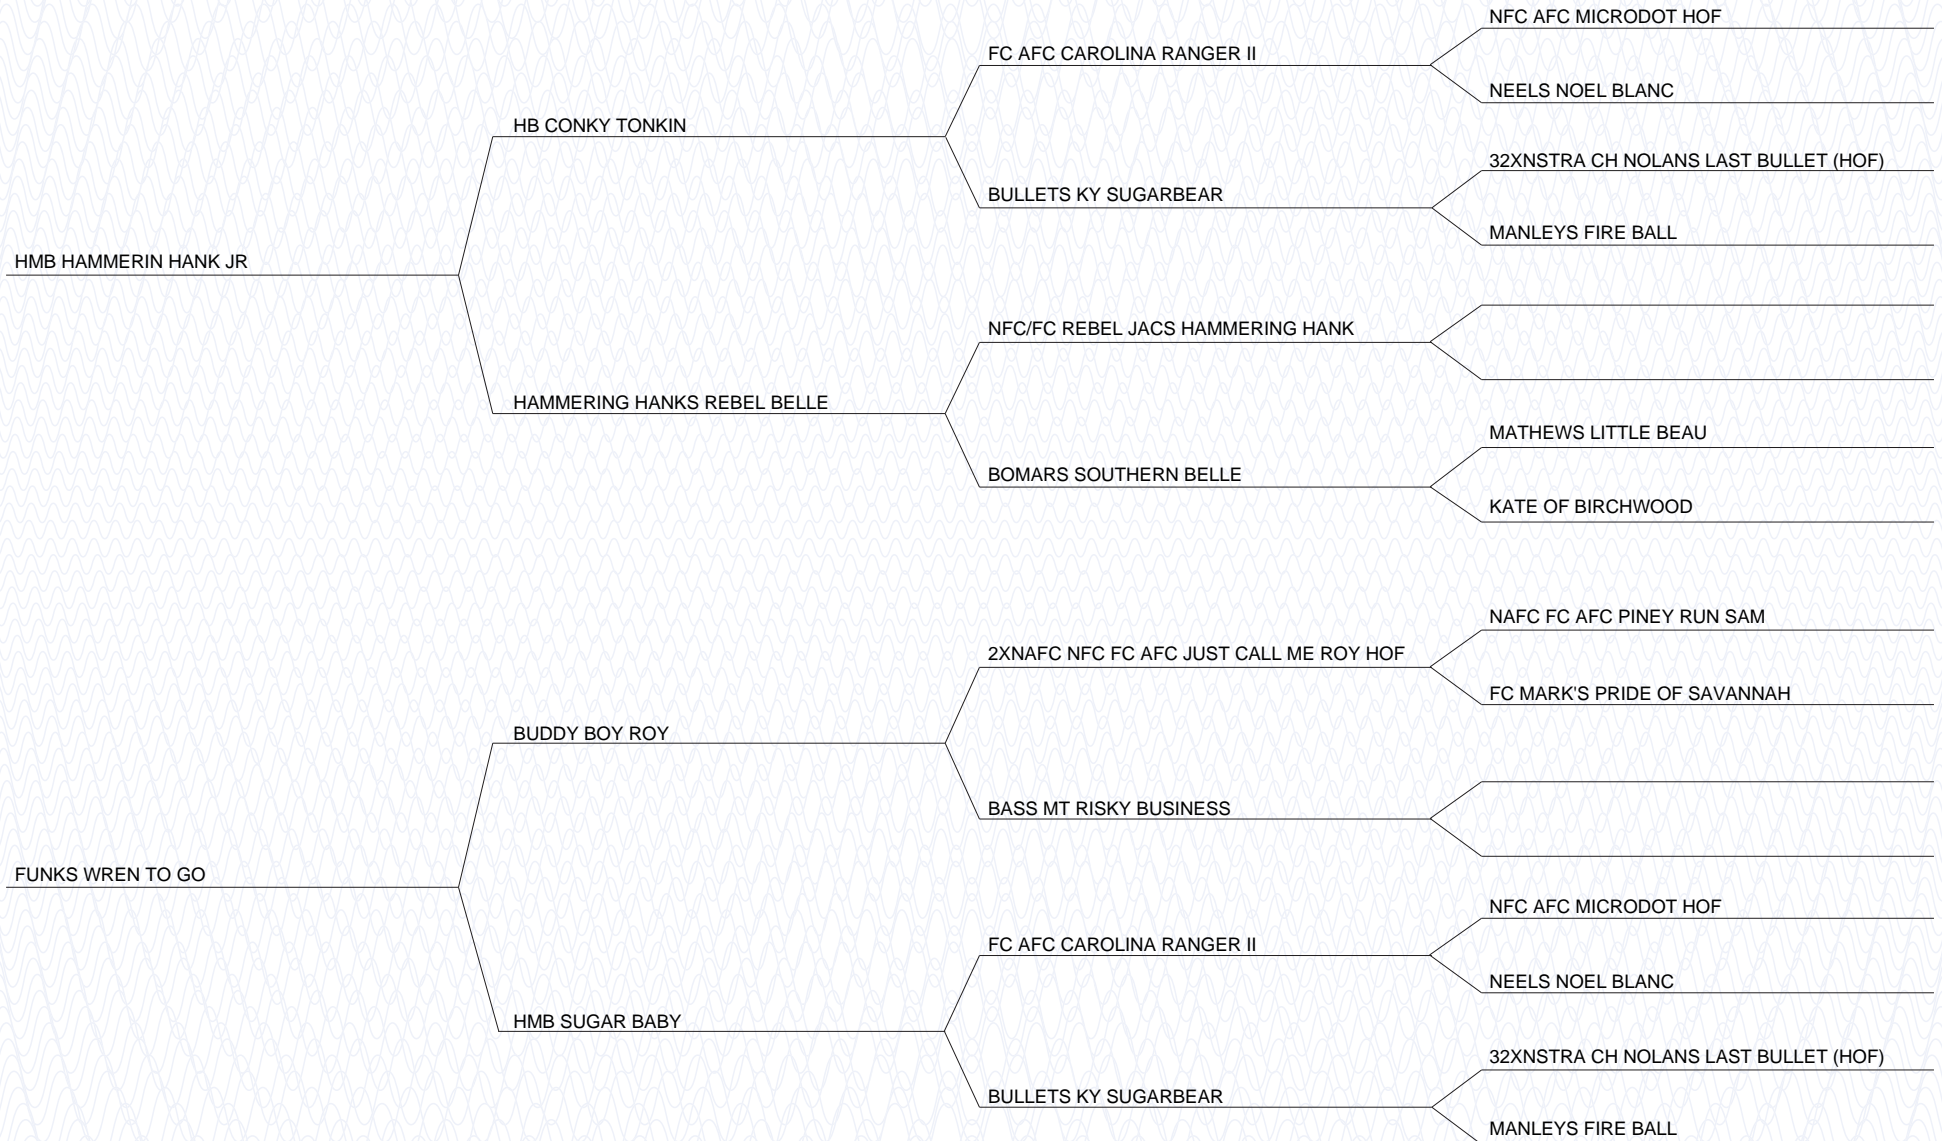 NFC AFC MICRODOT HOF
FC AFC CAROLINA RANGER II
NEELS NOEL BLANC
HB CONKY TONKIN
32XNSTRA CH NOLANS LAST BULLET (HOF)
BULLETS KY SUGARBEAR
MANLEYS FIRE BALL
HMB HAMMERIN HANK JR
NFC/FC REBEL JACS HAMMERING HANK
HAMMERING HANKS REBEL BELLE
MATHEWS LITTLE BEAU
BOMARS SOUTHERN BELLE
KATE OF BIRCHWOOD
NAFC FC AFC PINEY RUN SAM
2XNAFC NFC FC AFC JUST CALL ME ROY HOF
FC MARK'S PRIDE OF SAVANNAH
BUDDY BOY ROY
BASS MT RISKY BUSINESS
FUNKS WREN TO GO
NFC AFC MICRODOT HOF
FC AFC CAROLINA RANGER II
NEELS NOEL BLANC
HMB SUGAR BABY
32XNSTRA CH NOLANS LAST BULLET (HOF)
BULLETS KY SUGARBEAR
MANLEYS FIRE BALL